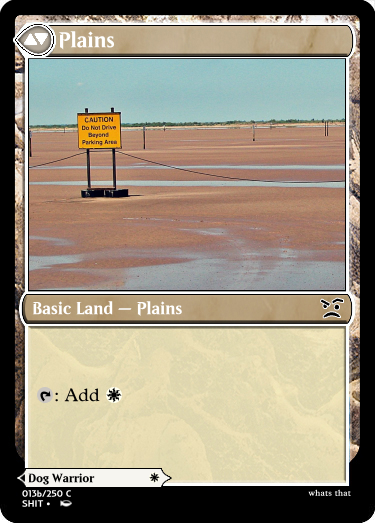 Plains
CAUTION
Do Not Drive
Beyond
Parking Area
Basic Land — Plains
: Add
Dog Warrior
013b/250 C
SHIT •
whats that